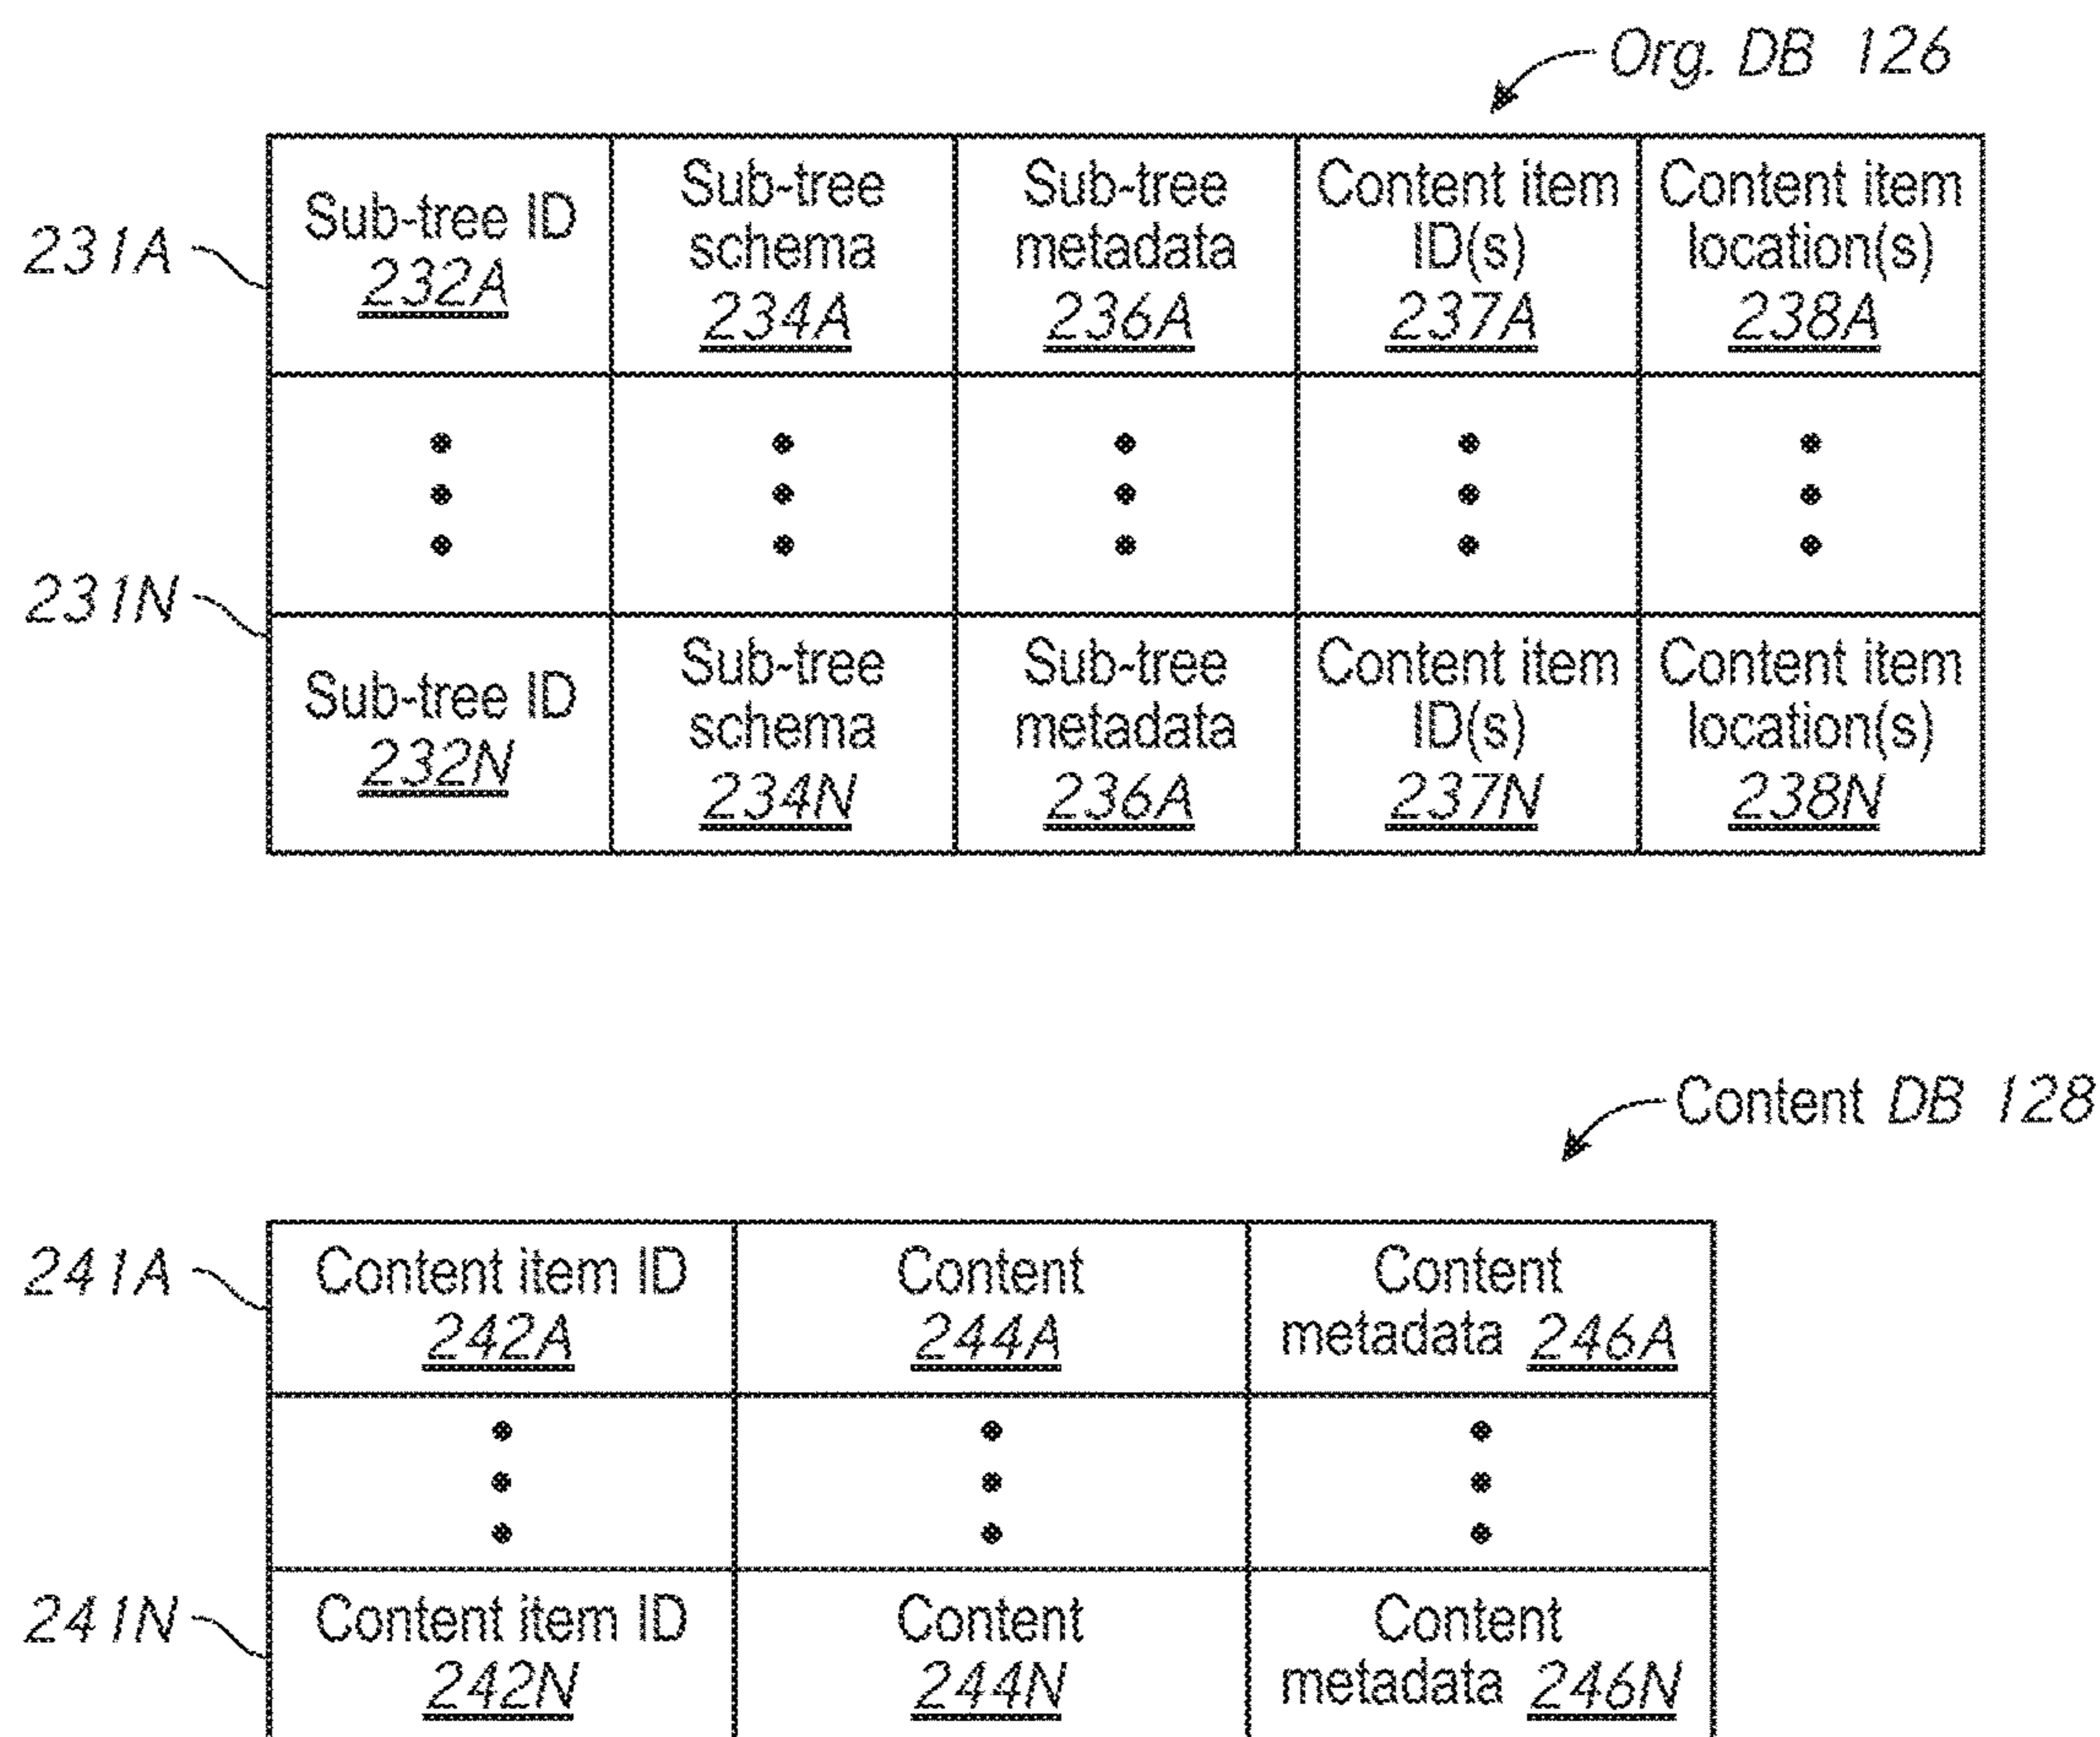 Org. DB 126
Sub-tree ID
232A
Sub-tree
schema
234A
Sub-tree
metadata
236A
Content item
ID(s)
237A
Content item
location(s)
238A
231A
231N
Sub-tree ID
232N
Sub-tree
schema
234N
Sub-tree
metadata
236A
Content item
ID(s)
237N
Content item
location(s)
238N
Content DB 128
241A
Content item ID
242A
Content
244A
Content
metadata 246A
241N
Content item ID
242N
Content
244N
Content
metadata 246N